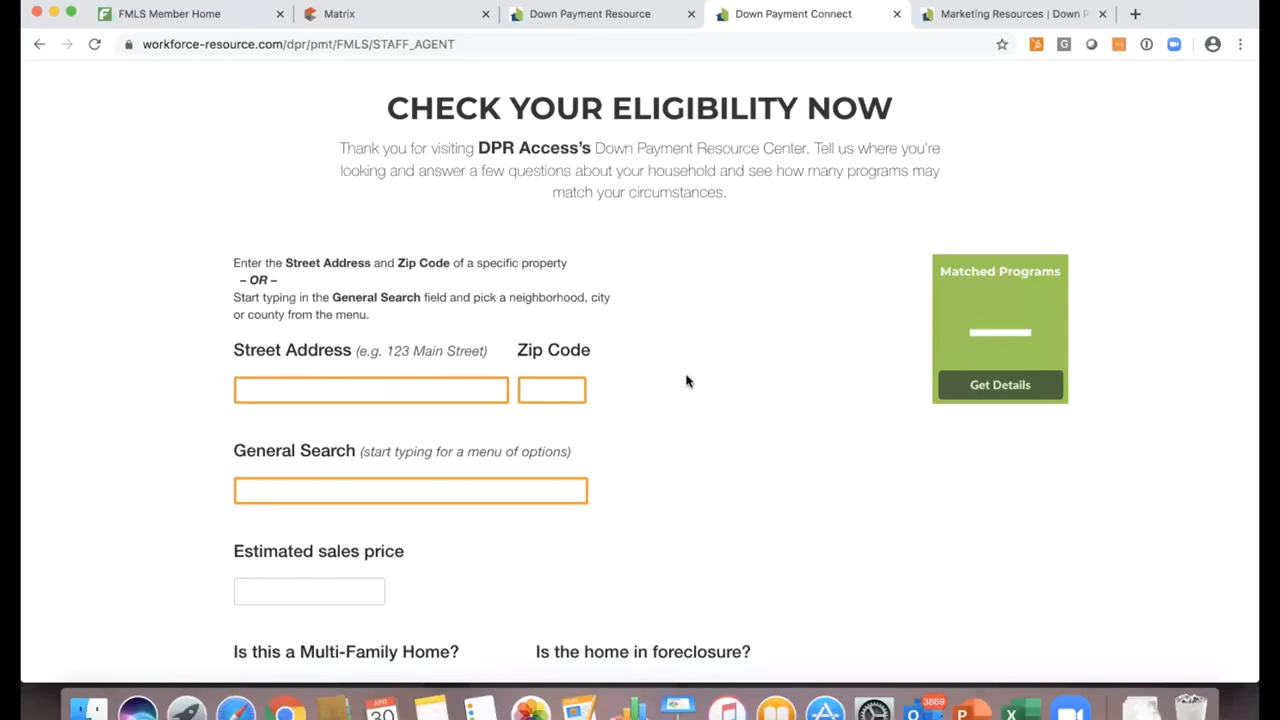 FMLS Member Home
Matrix
Down Payment Resource
Down Payment Connect
Marketing Resources | Down P
workforce-resource.com/dpr/pmt/FMLS/STAFF_AGENT
CHECK YOUR ELIGIBILITY NOW
Thank you for visiting DPR Access's Down Payment Resource Center. Tell us where you're
looking and answer a few questions about your household and see how many programs may
match your circumstances.
Enter the Street Address and Zip Code of a specific property
– OR –
Start typing in the General Search field and pick a neighborhood, city
or county from the menu.
Matched Programs
Get Details
Street Address (e.g. 123 Main Street) Zip Code
General Search (start typing for a menu of options)
Estimated sales price
Is this a Multi-Family Home? Is the home in foreclosure?
APR
30
3869